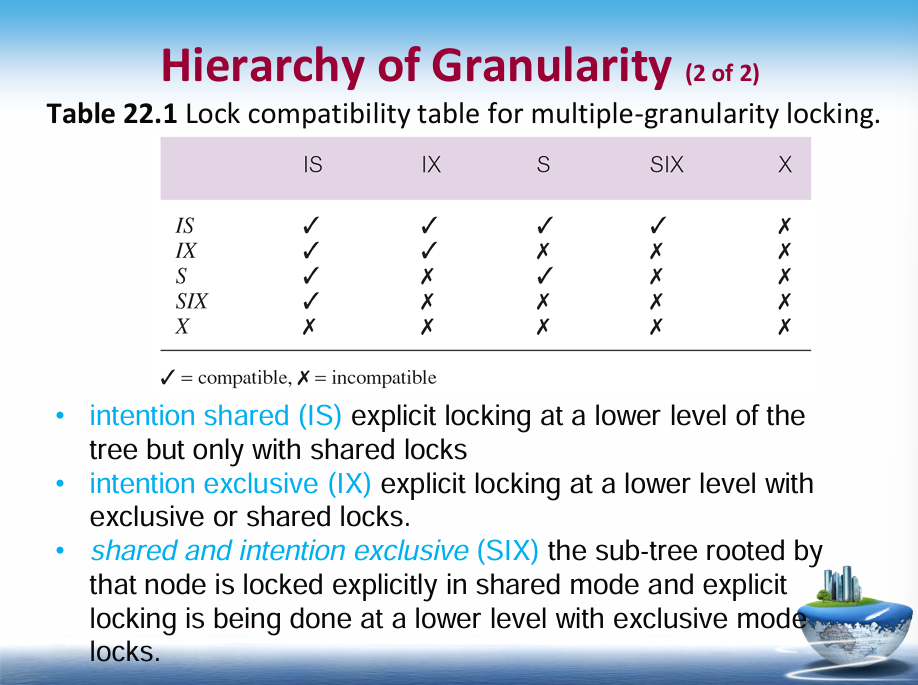 Hierarchy of Granularity (2 of 2)
Table 22.1 Lock compatibility table for multiple-granularity locking.
IS IX S SIX X
IS ✓ ✓ ✓ ✓ ✗
IX ✓ ✓ ✗ ✗ ✗
S ✓ ✗ ✓ ✗ ✗
SIX ✓ ✗ ✗ ✗ ✗
X ✗ ✗ ✗ ✗ ✗
✓ = compatible, ✗ = incompatible
• intention shared (IS) explicit locking at a lower level of the
tree but only with shared locks
• intention exclusive (IX) explicit locking at a lower level with
exclusive or shared locks.
• shared and intention exclusive (SIX) the sub-tree rooted by
that node is locked explicitly in shared mode and explicit
locking is being done at a lower level with exclusive mode
locks.